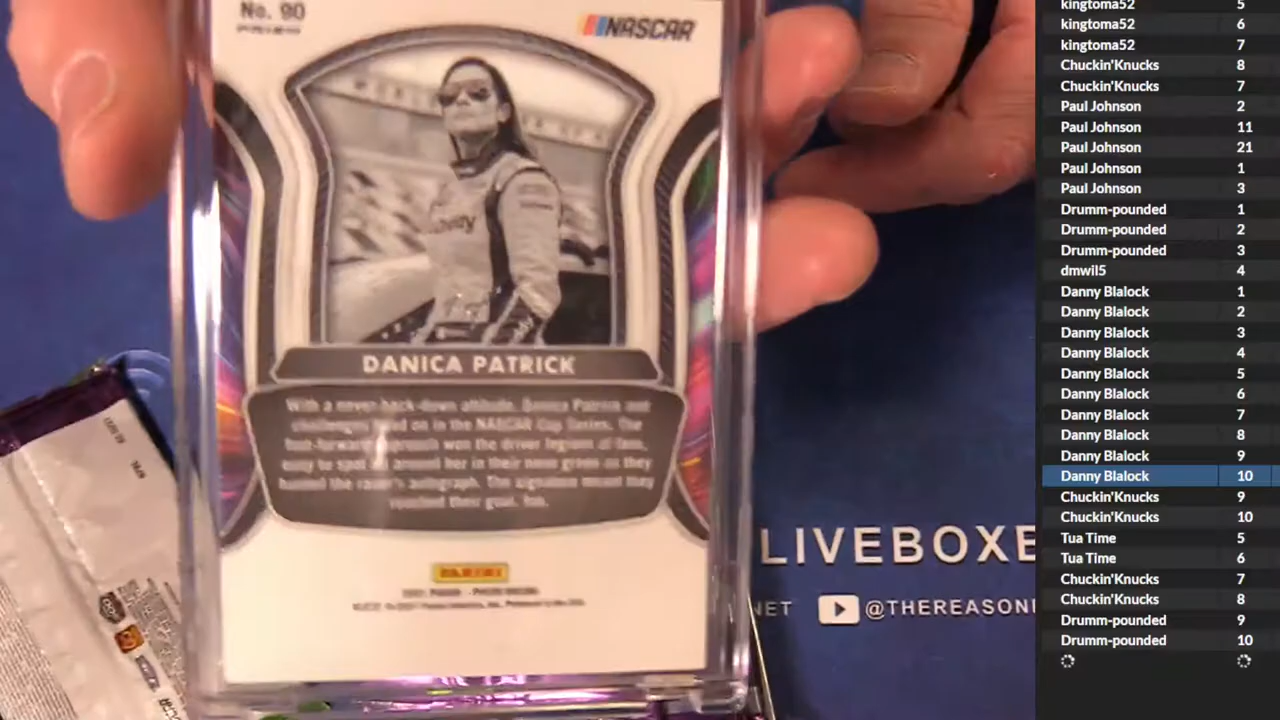 No. 90
NASCAR
DANICA PATRICK
With a never-back-down attitude, Danica Patrick met
challenges head on in the NASCAR Cup Series. The
approach won the driver legions of fans,
easy to spot all around her in their neon green as they
hunted the racer's autograph. The signature meant they
reached their goal, too.
PANINI
LIVEBOXE
NET
@THEREASON
kingtoma52 5
kingtoma52 6
kingtoma52 7
Chuckin'Knucks 8
Chuckin'Knucks 7
Paul Johnson 2
Paul Johnson 11
Paul Johnson 21
Paul Johnson 1
Paul Johnson 3
Drumm-pounded 1
Drumm-pounded 2
Drumm-pounded 3
dmwil5 4
Danny Blalock 1
Danny Blalock 2
Danny Blalock 3
Danny Blalock 4
Danny Blalock 5
Danny Blalock 6
Danny Blalock 7
Danny Blalock 8
Danny Blalock 9
Danny Blalock 10
Chuckin'Knucks 9
Chuckin'Knucks 10
Tua Time 5
Tua Time 6
Chuckin'Knucks 7
Chuckin'Knucks 8
Drumm-pounded 9
Drumm-pounded 10